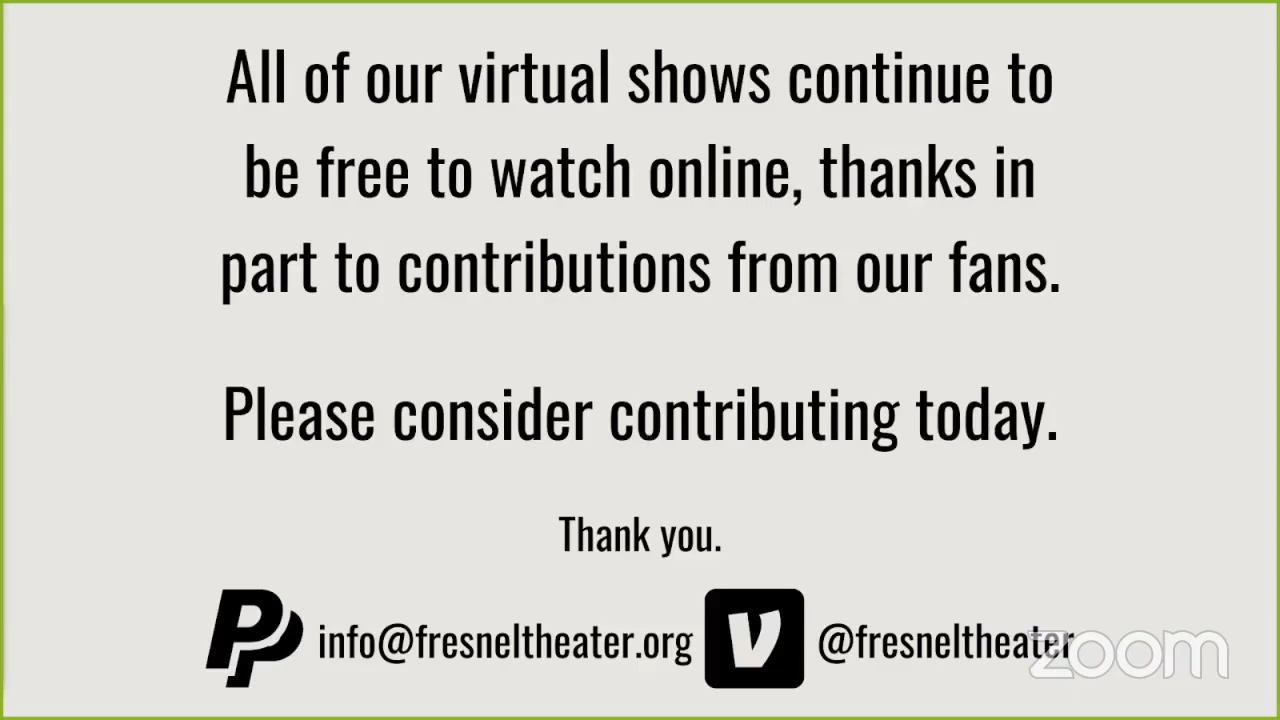 All of our virtual shows continue to
be free to watch online, thanks in
part to contributions from our fans.
Please consider contributing today.
Thank you.
info@fresneltheater.org @fresneltheater
zoom